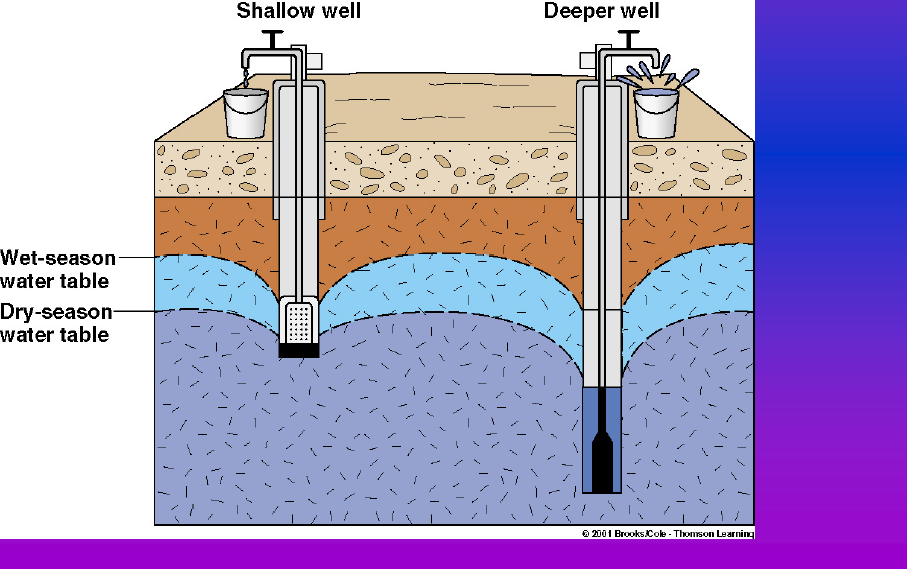 Shallow well
Deeper well
Wet-season
water table
Dry-season
water table
© 2001 Brooks/Cole - Thomson Learning